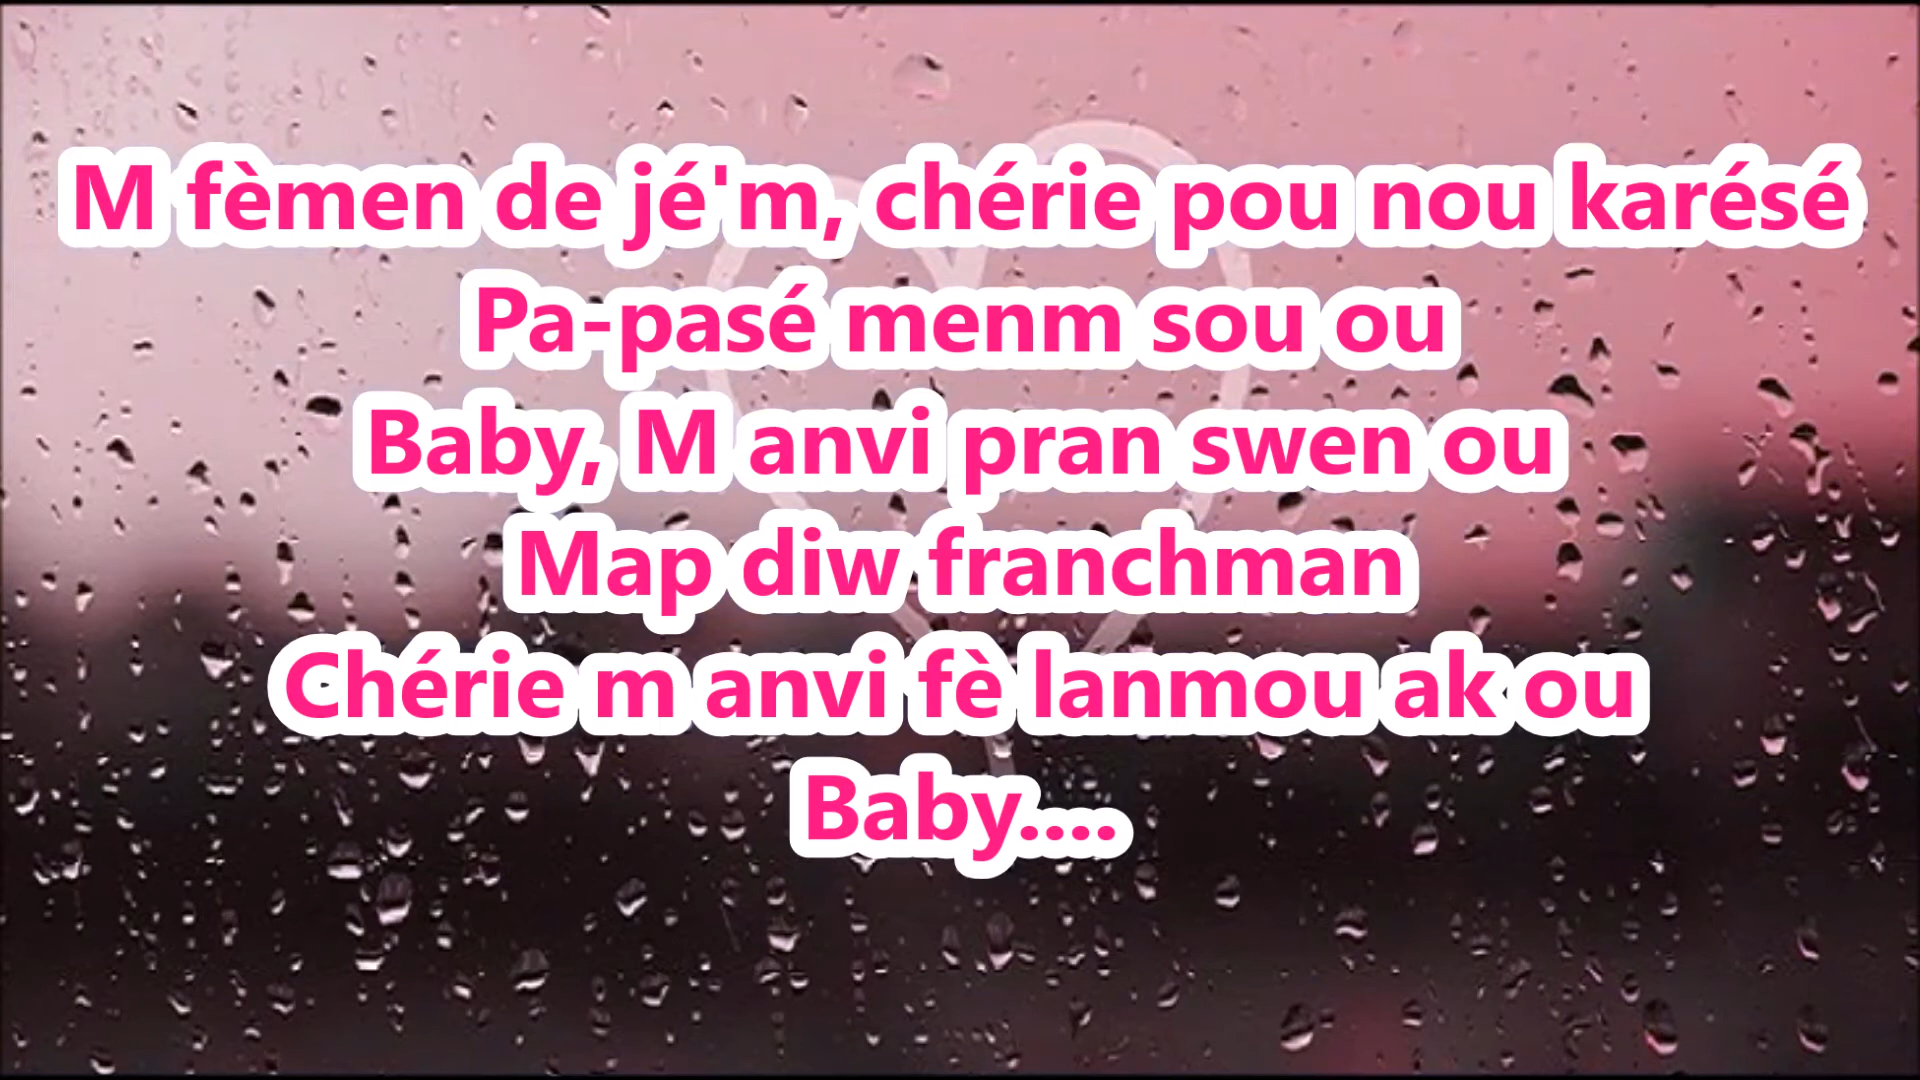 M fèmen de jé'm, chérie pou nou karésé
Pa-pasé menm sou ou
Baby, M anvi pran swen ou
Map diw franchman
Chérie m anvi fè lanmou ak ou
Baby....